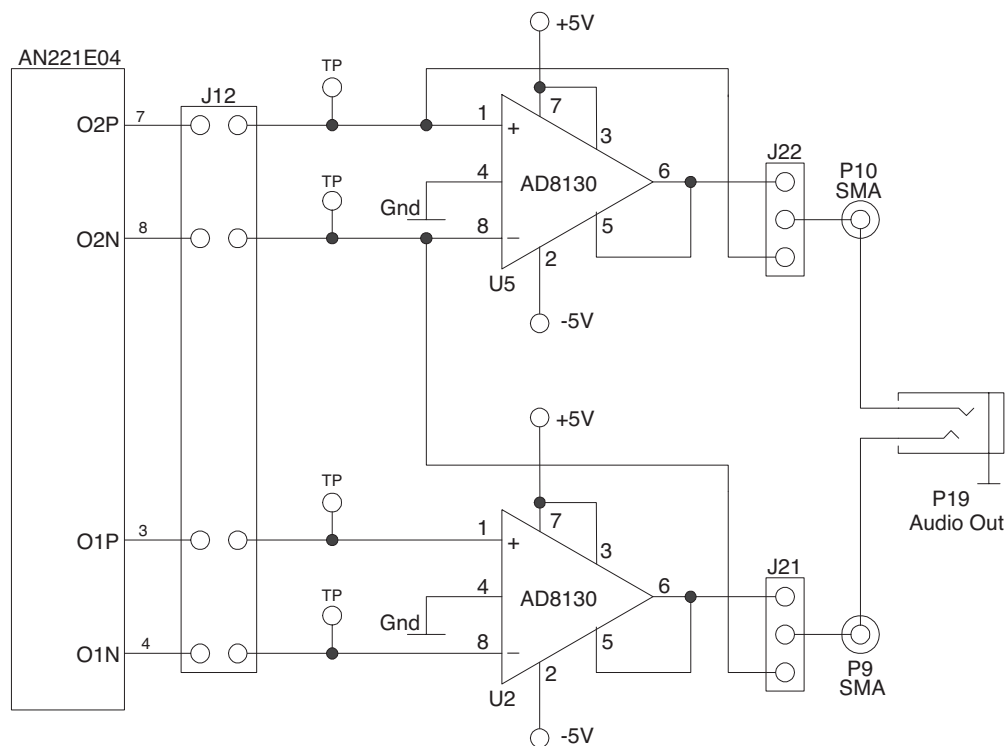 +5V
AN221E04
TP
J12
7
O2P
7
1
+
3
J22
P10
SMA
4
AD8130
6
TP
Gnd
5
O2N
8
8
–
2
U5
-5V
+5V
P19
Audio Out
TP
7
O1P
3
1
+
3
J21
4
AD8130
6
TP
Gnd
5
O1N
4
8
–
2
P9
SMA
U2
-5V